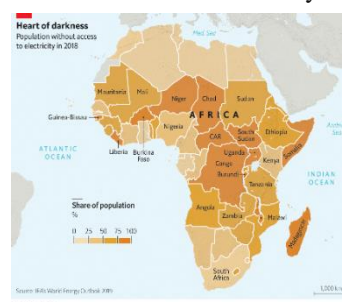 Heart of darkness
Population without access
to electricity in 2018
Med Sea
Mauritania
Mali
Niger
Chad
Sudan
AFRICA
Guinea-Bissau
Nigeria
CAR
South
Sudan
Ethiopia
Somalia
Liberia
Burkina
Faso
Uganda
Kenya
Congo
Burundi
Tanzania
ATLANTIC
OCEAN
INDIAN
OCEAN
Angola
Zambia
Malawi
Madagascar
South
Africa
Share of population
%
0 25 50 75 100
Source: IEA's World Energy Outlook 2019
1,000 km